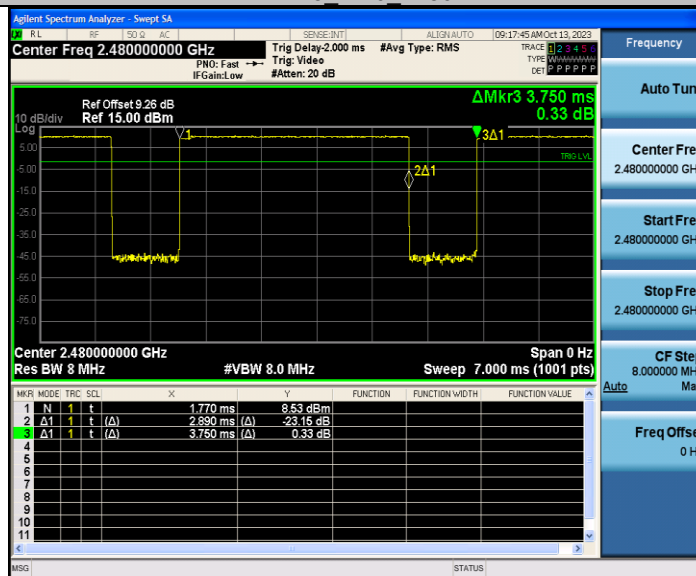 Agilent Spectrum Analyzer - Swept SA
RL RF 50 Ω AC SENSE:INT ALIGN AUTO 09:17:45 AM Oct 13, 2023
Center Freq 2.480000000 GHz
PNO: Fast
IFGain:Low
Trig Delay-2.000 ms
Trig: Video
#Atten: 20 dB
#Avg Type: RMS
TRACE 1 2 3 4 5 6
TYPE WWWWWW
DET P P P P P P
Ref Offset 9.26 dB
10 dB/div Ref 15.00 dBm
ΔMkr3 3.750 ms
0.33 dB
Log
1
3Δ1
5.00
TRIG LVL
-5.00
2Δ1
-15.0
-25.0
-35.0
-45.0
-55.0
-65.0
-75.0
Center 2.480000000 GHz Span 0 Hz
Res BW 8 MHz #VBW 8.0 MHz Sweep 7.000 ms (1001 pts)
MKR MODE TRC SCL X Y FUNCTION FUNCTION WIDTH FUNCTION VALUE
1 N 1 t 1.770 ms 8.53 dBm
2 Δ1 1 t (Δ) 2.890 ms (Δ) -23.15 dB
3 Δ1 1 t (Δ) 3.750 ms (Δ) 0.33 dB
4
5
6
7
8
9
10
11
MSG STATUS
Frequency
Auto Tun
Center Fre
2.480000000 GH
Start Fre
2.480000000 GH
Stop Fre
2.480000000 GH
CF Ste
8.000000 MH
Auto Ma
Freq Offse
0 H